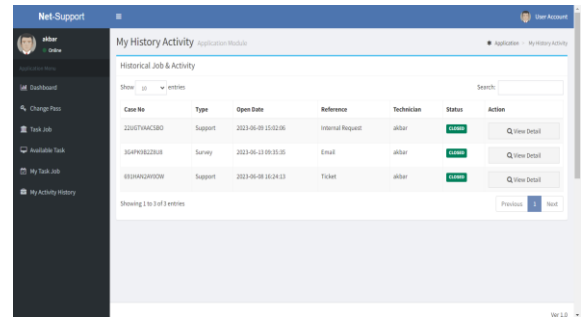 Net-Support
User Account
akbar
Online
My History Activity Application Module
Application > My History Activity
Application Menu
Historical Job & Activity
Dashboard
Show 10 entries
Search:
Change Pass
Case No Type Open Date Reference Technician Status Action
Task Job
Support 2023-06-09 15:02:06 Internal Request akbar CLOSED View Detail
Available Task
Survey 2023-06-13 09:35:35 Email akbar CLOSED View Detail
My Task Job
Support 2023-06-08 16:24:13 Ticket akbar CLOSED View Detail
My Activity History
Showing 1 to 3 of 3 entries
Previous 1 Next
Ver 1.0